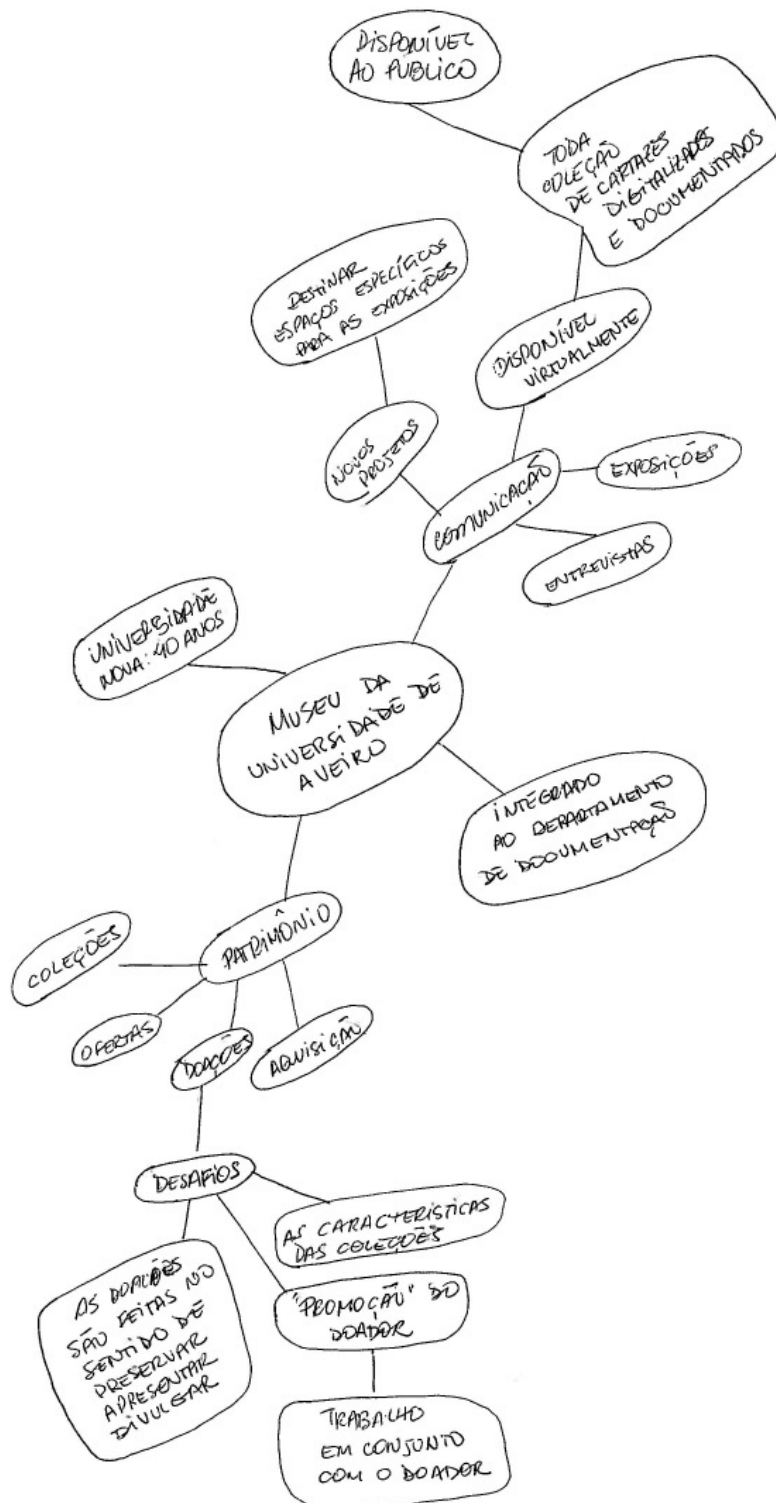 DISPONÍVEL
AO PUBLICO
TODA
COLEÇÃO
DE CARTAZES
DIGITALIZADOS
E DOCUMENTADOS
DESTINAR
ESPAÇOS ESPECÍFICOS
PARA AS EXPOSIÇÕES
DISPONÍVEL
VIRTUALMENTE
NOVOS
PROJETOS
EXPOSIÇÕES
COMUNICAÇÃO
ENTREVISTAS
UNIVERSIDADE
NOVA: 40 ANOS
MUSEU DA
UNIVERSIDADE DE
AVEIRO
INTEGRADO
AO DEPARTAMENTO
DE DOCUMENTAÇÃO
PATRIMÔNIO
COLEÇÕES
OFERTAS
DOAÇÕES
AQUISIÇÃO
DESAFIOS
AS CARACTERÍSTICAS
DAS COLEÇÕES
AS DOAÇÕES
SÃO FEITAS NO
SENTIDO DE
PRESERVAR
APRESENTAR
DIVULGAR
"PROMOÇÃO" DO
DOADOR
TRABALHO
EM CONJUNTO
COM O DOADOR